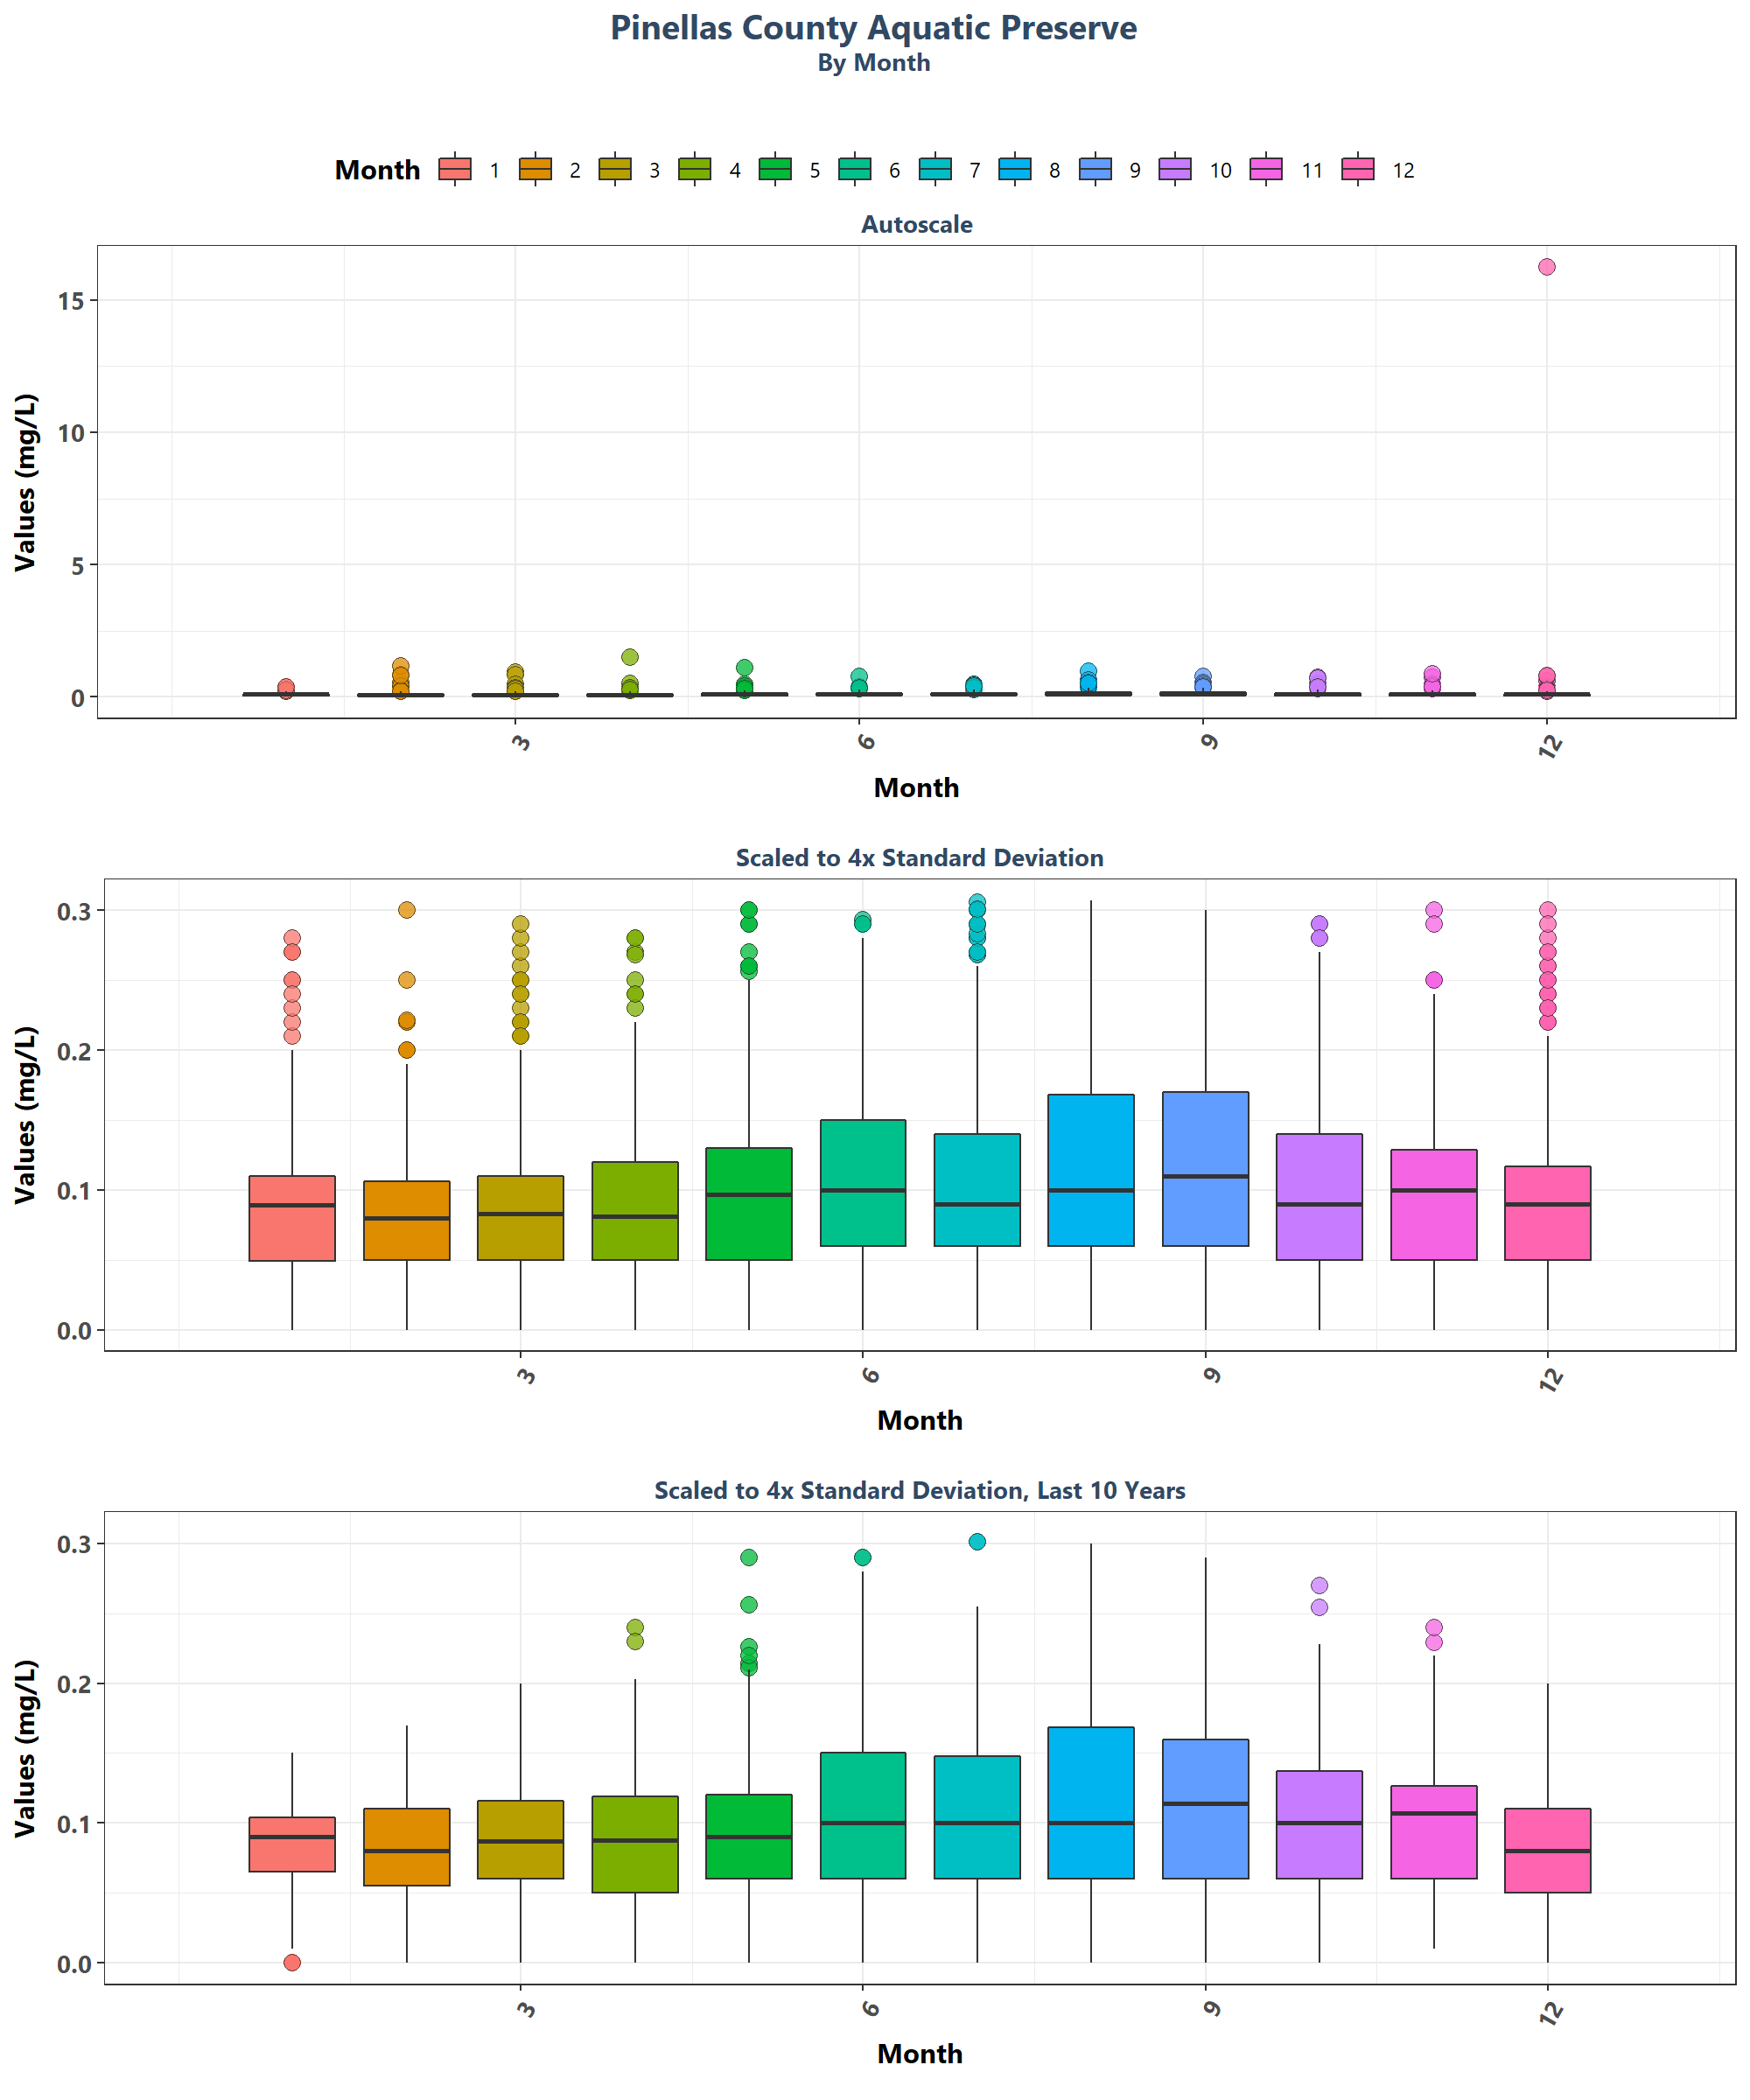 Pinellas County Aquatic Preserve
By Month
Month 1 2 3 4 5 6 7 8 9 10 11 12
Autoscale
Values (mg/L)
15
10
5
0
3 6 9 12
Month
Scaled to 4x Standard Deviation
Values (mg/L)
0.3
0.2
0.1
0.0
3 6 9 12
Month
Scaled to 4x Standard Deviation, Last 10 Years
Values (mg/L)
0.3
0.2
0.1
0.0
3 6 9 12
Month